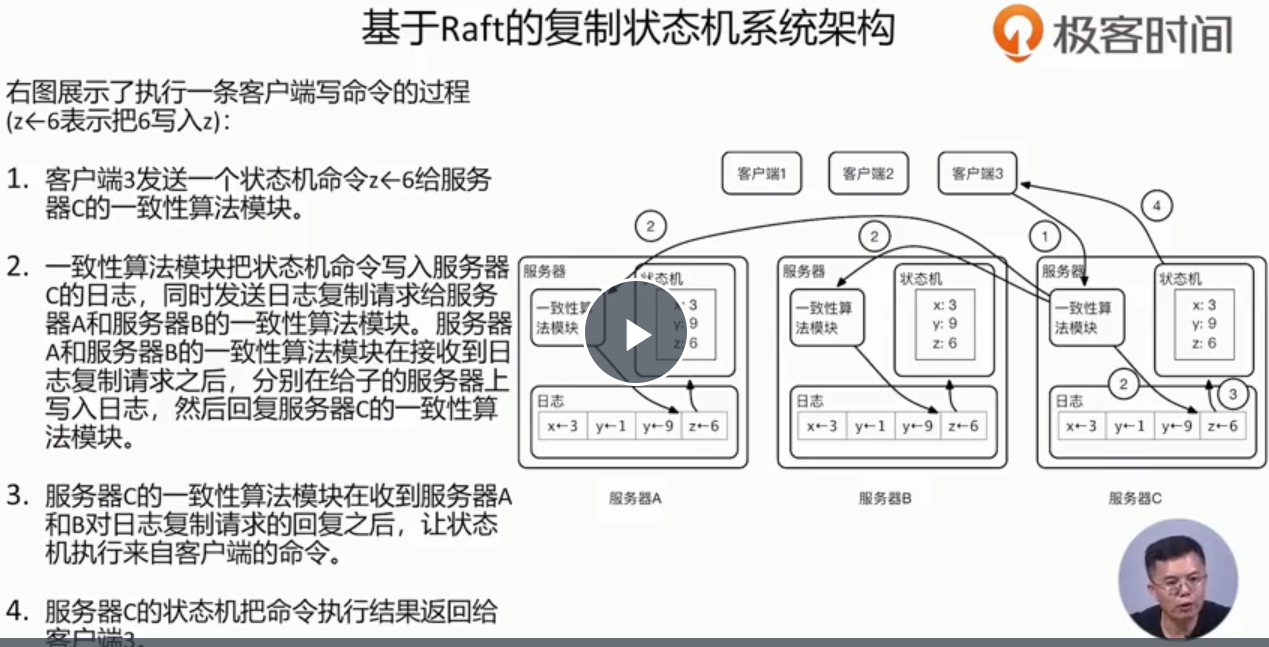 基于Raft的复制状态机系统架构
极客时间
右图展示了执行一条客户端写命令的过程
(z←6表示把6写入z)：
1. 客户端3发送一个状态机命令z←6给服务
器C的一致性算法模块。
2. 一致性算法模块把状态机命令写入服务器
C的日志，同时发送日志复制请求给服务
器A和服务器B的一致性算法模块。服务器
A和服务器B的一致性算法模块在接收到日
志复制请求之后，分别在给子的服务器上
写入日志，然后回复服务器C的一致性算
法模块。
3. 服务器C的一致性算法模块在收到服务器A
和B对日志复制请求的回复之后，让状态
机执行来自客户端的命令。
4. 服务器C的状态机把命令执行结果返回给
客户端3。
客户端1
客户端2
客户端3
4
2
2
1
服务器
状态机
一致性算
法模块
x: 3
y: 9
z: 6
日志
x←3 y←1 y←9 z←6
服务器A
服务器
状态机
一致性算
法模块
x: 3
y: 9
z: 6
日志
x←3 y←1 y←9 z←6
服务器B
服务器
状态机
一致性算
法模块
x: 3
y: 9
z: 6
2
3
日志
x←3 y←1 y←9 z←6
服务器C